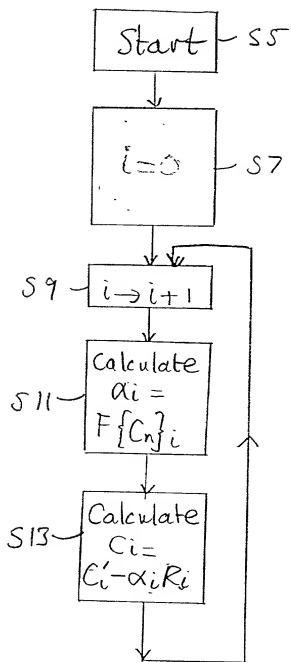 Start
S5
i=0
S7
S9
i→i+1
S11
Calculate
αi =
F{Cn}i
S13
Calculate
Ci=
Ci'-αiRi